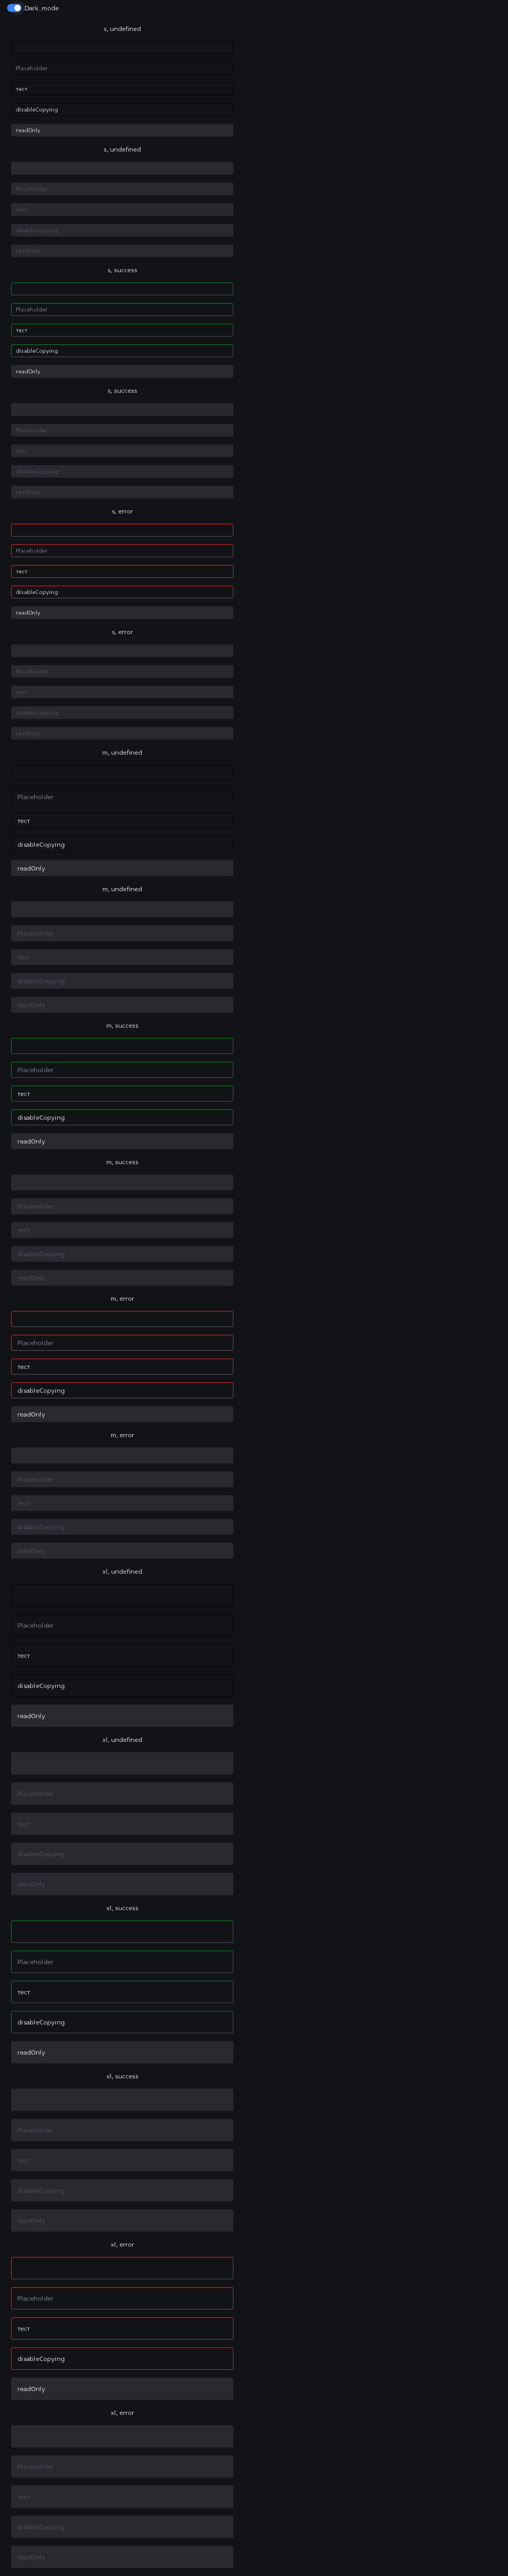 Dark_mode
s, undefined
Placeholder
тест
disableCopying
readOnly
s, undefined
Placeholder
тест
disableCopying
readOnly
s, success
Placeholder
тест
disableCopying
readOnly
s, success
Placeholder
тест
disableCopying
readOnly
s, error
Placeholder
тест
disableCopying
readOnly
s, error
Placeholder
тест
disableCopying
readOnly
m, undefined
Placeholder
тест
disableCopying
readOnly
m, undefined
Placeholder
тест
disableCopying
readOnly
m, success
Placeholder
тест
disableCopying
readOnly
m, success
Placeholder
тест
disableCopying
readOnly
m, error
Placeholder
тест
disableCopying
readOnly
m, error
Placeholder
тест
disableCopying
readOnly
xl, undefined
Placeholder
тест
disableCopying
readOnly
xl, undefined
Placeholder
тест
disableCopying
readOnly
xl, success
Placeholder
тест
disableCopying
readOnly
xl, success
Placeholder
тест
disableCopying
readOnly
xl, error
Placeholder
тест
disableCopying
readOnly
xl, error
Placeholder
тест
disableCopying
readOnly